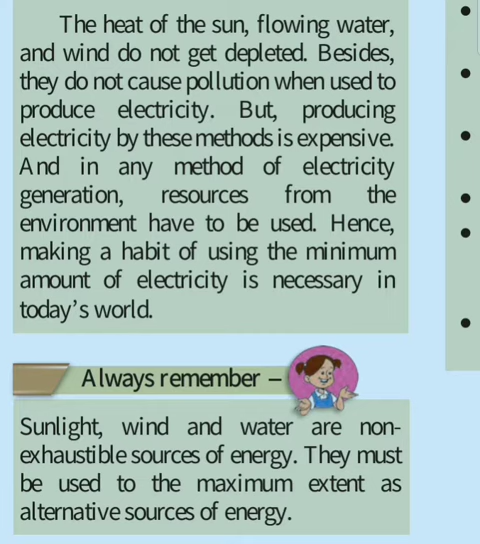 The heat of the sun, flowing water,
and wind do not get depleted. Besides,
they do not cause pollution when used to
produce electricity. But, producing
electricity by these methods is expensive.
And in any method of electricity
generation, resources from the
environment have to be used. Hence,
making a habit of using the minimum
amount of electricity is necessary in
today's world.
Always remember –
Sunlight, wind and water are non-
exhaustible sources of energy. They must
be used to the maximum extent as
alternative sources of energy.